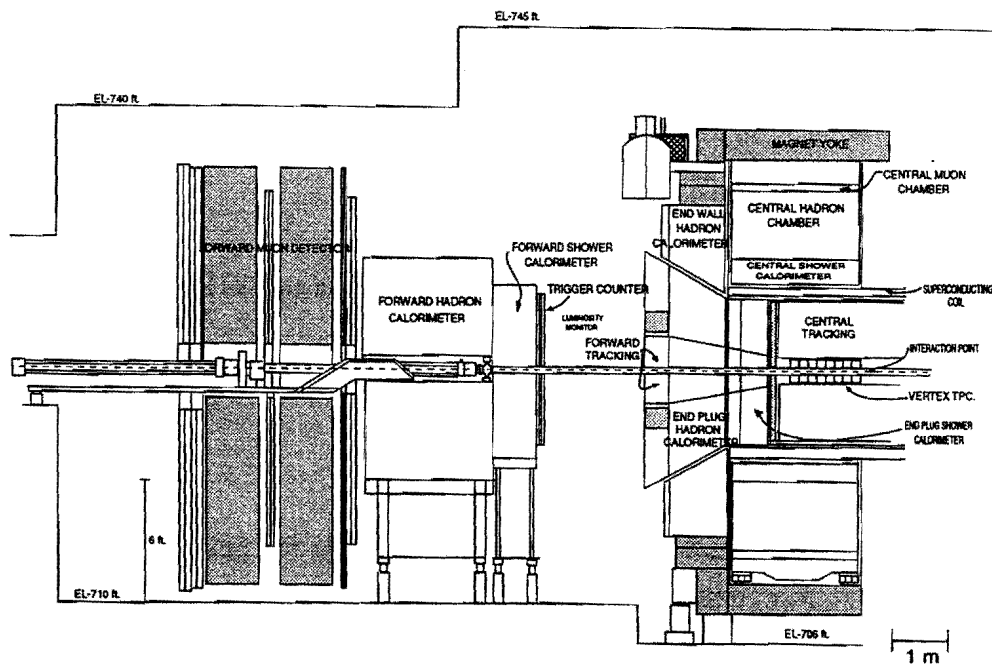 EL-745 ft.
EL-740 ft.
MAGNET YOKE
CENTRAL MUON
CHAMBER
CENTRAL HADRON
CHAMBER
END WALL
HADRON
CALORIMETER
FORWARD MUON DETECTOR
FORWARD SHOWER
CALORIMETER
CENTRAL SHOWER
CALORIMETER
SUPERCONDUCTING
COIL
TRIGGER COUNTER
FORWARD HADRON
CALORIMETER
LUMINOSITY
MONITOR
CENTRAL
TRACKING
FORWARD
TRACKING
INTERACTION POINT
VERTEX TPC.
END PLUG
HADRON
CALORIMETER
END PLUG SHOWER
CALORIMETER
6 ft.
EL-710 ft.
EL-706 ft.
1 m